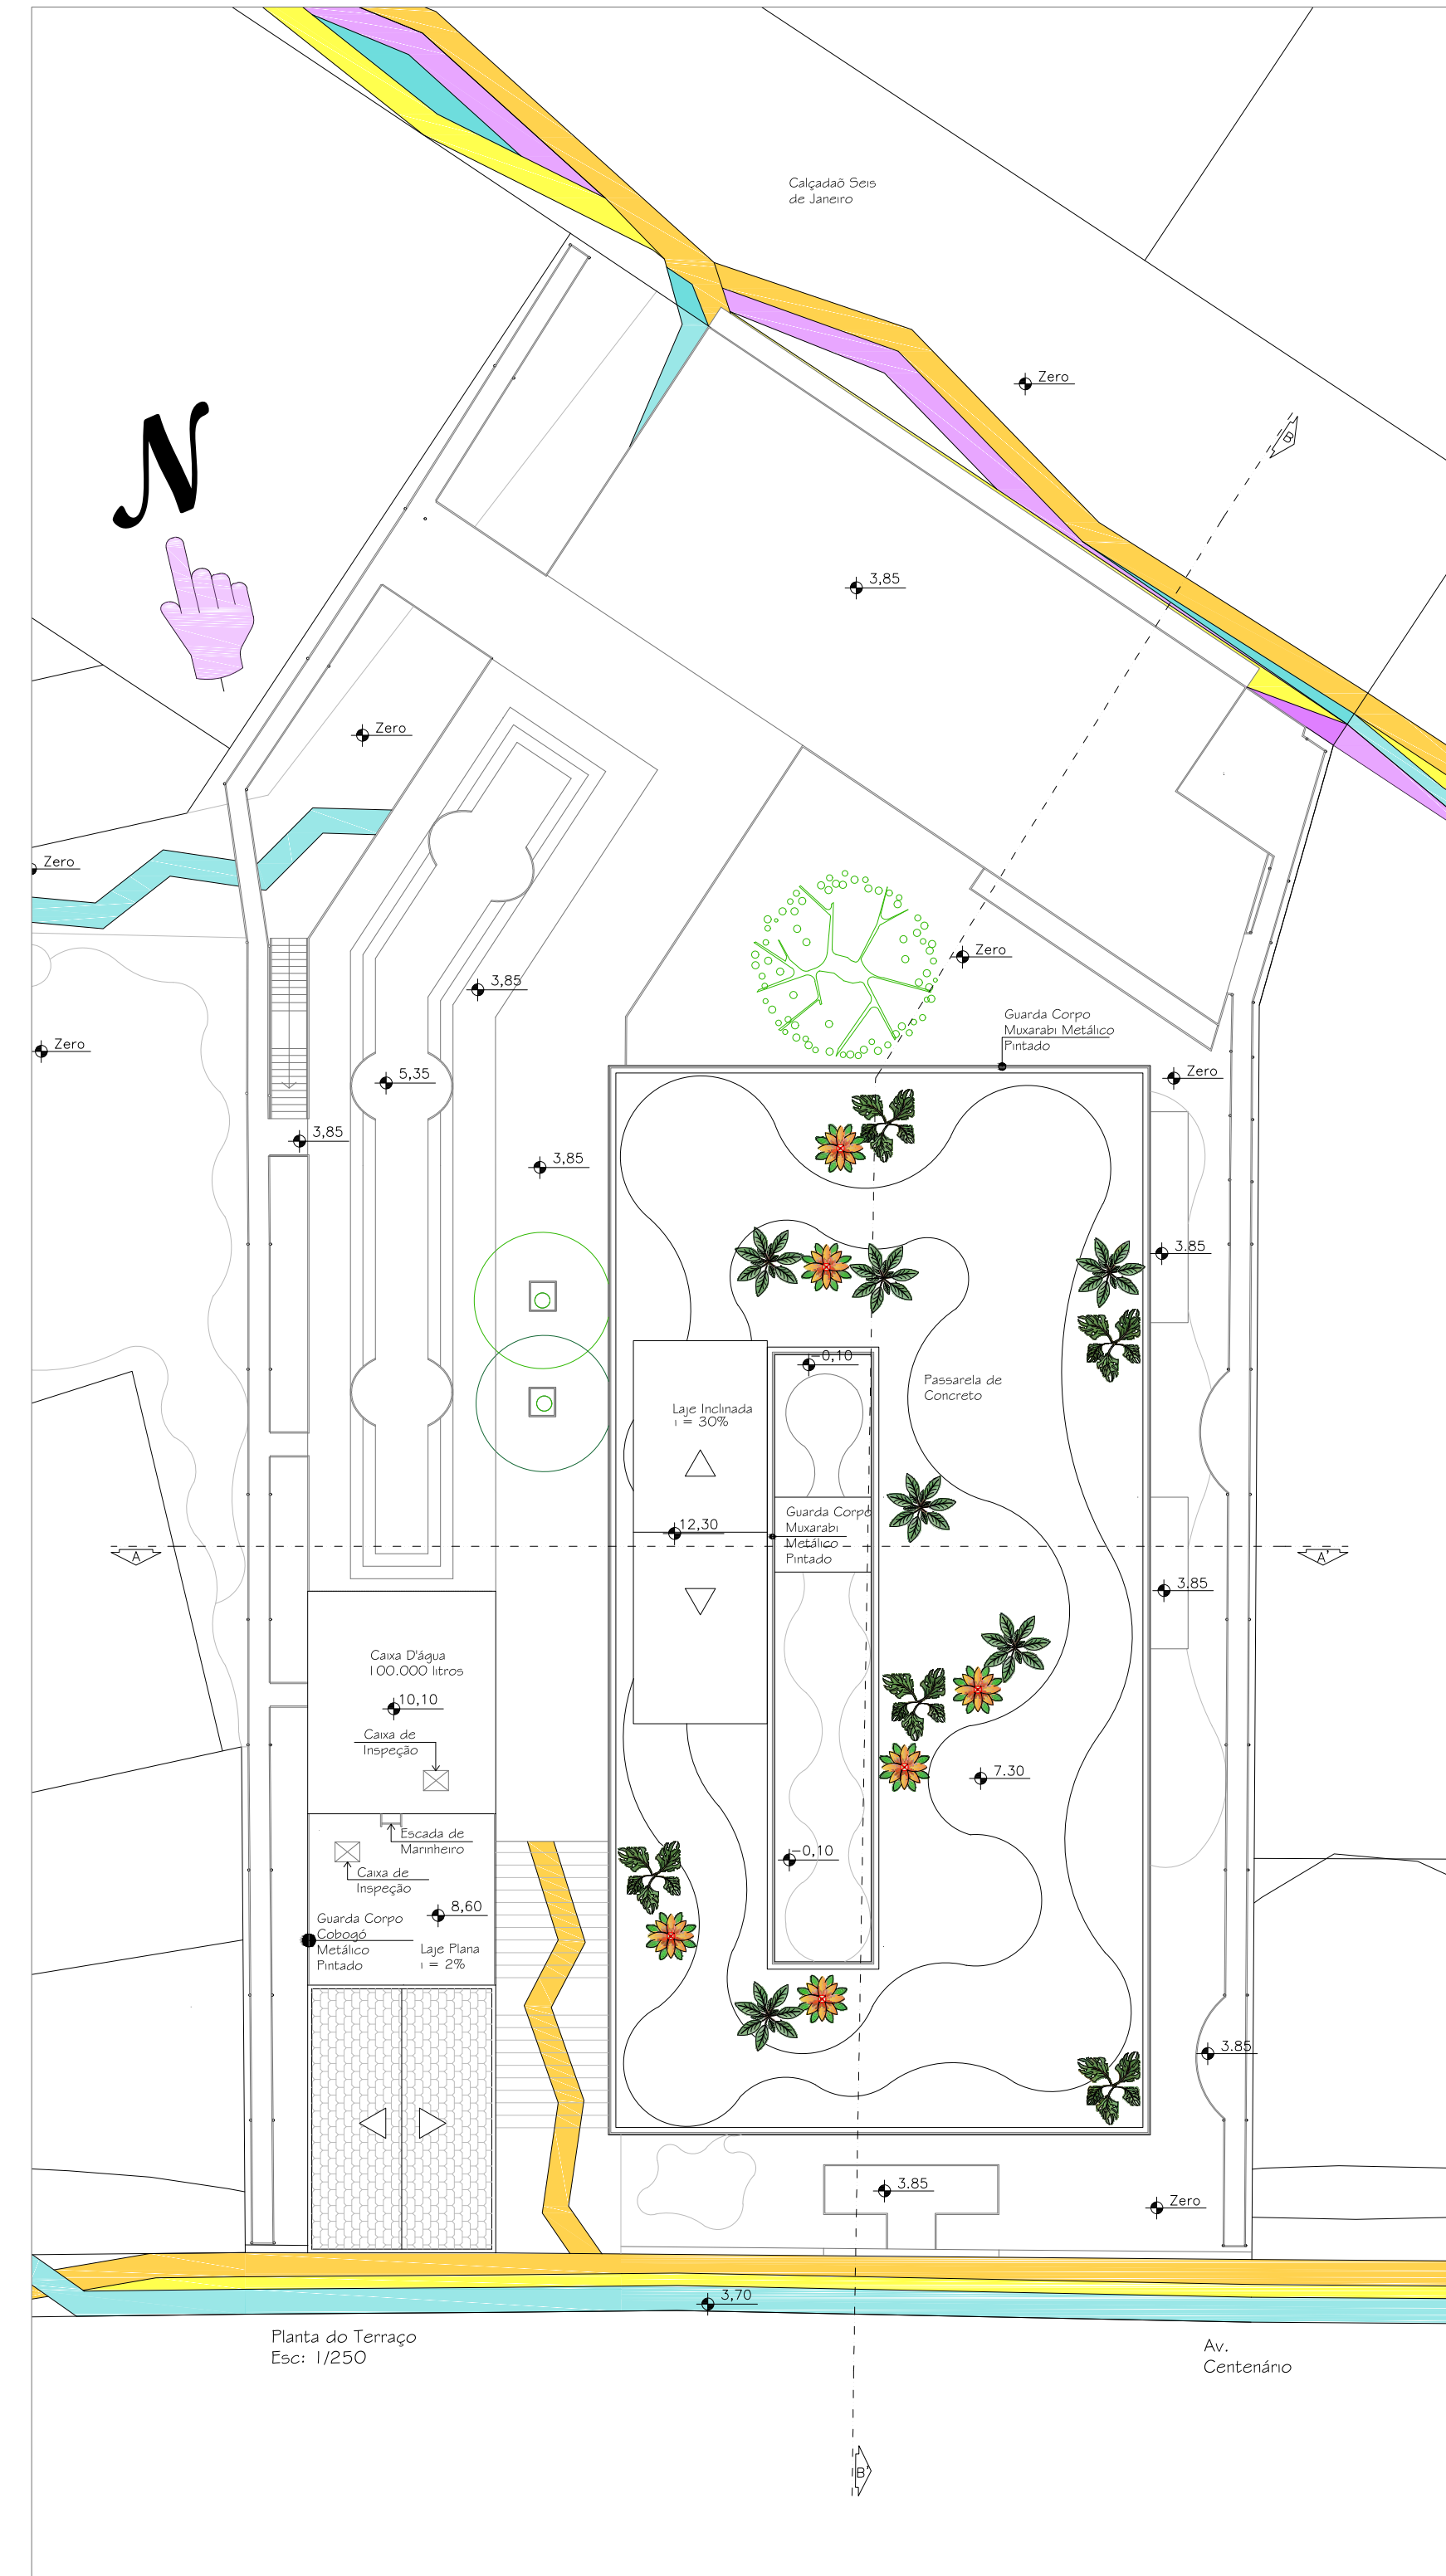 Calçadaõ Seis
de Janeiro
Zero
B
N
3,85
Zero
Zero
Zero
3,85
Zero
Guarda Corpo
Muxarabi Metálico
Pintado
Zero
5,35
Zero
3,85
3,85
3.85
-0,10
Passarela de
Concreto
Laje Inclinada
i = 30%
Guarda Corpo
Muxarabi
Metálico
Pintado
12,30
A
A'
3.85
Caixa D'água
100.000 litros
10,10
Caixa de
Inspeção
7.30
Escada de
Marinheiro
Caixa de
Inspeção
-0,10
8,60
Guarda Corpo
Cobogó
Metálico
Pintado
Laje Plana
i = 2%
3.85
3.85
Zero
3,70
Planta do Terraço
Esc: 1/250
Av.
Centenário
B'